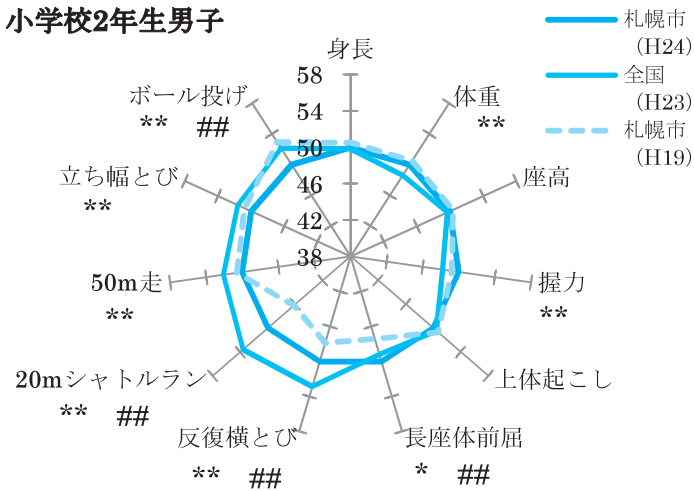 小学校2年生男子
札幌市
(H24)
全国
(H23)
札幌市
(H19)
身長
58
54
50
46
42
38
体重
**
座高
握力
**
上体起こし
長座体前屈
* ##
反復横とび
** ##
20mシャトルラン
** ##
50m走
**
立ち幅とび
**
ボール投げ
** ##